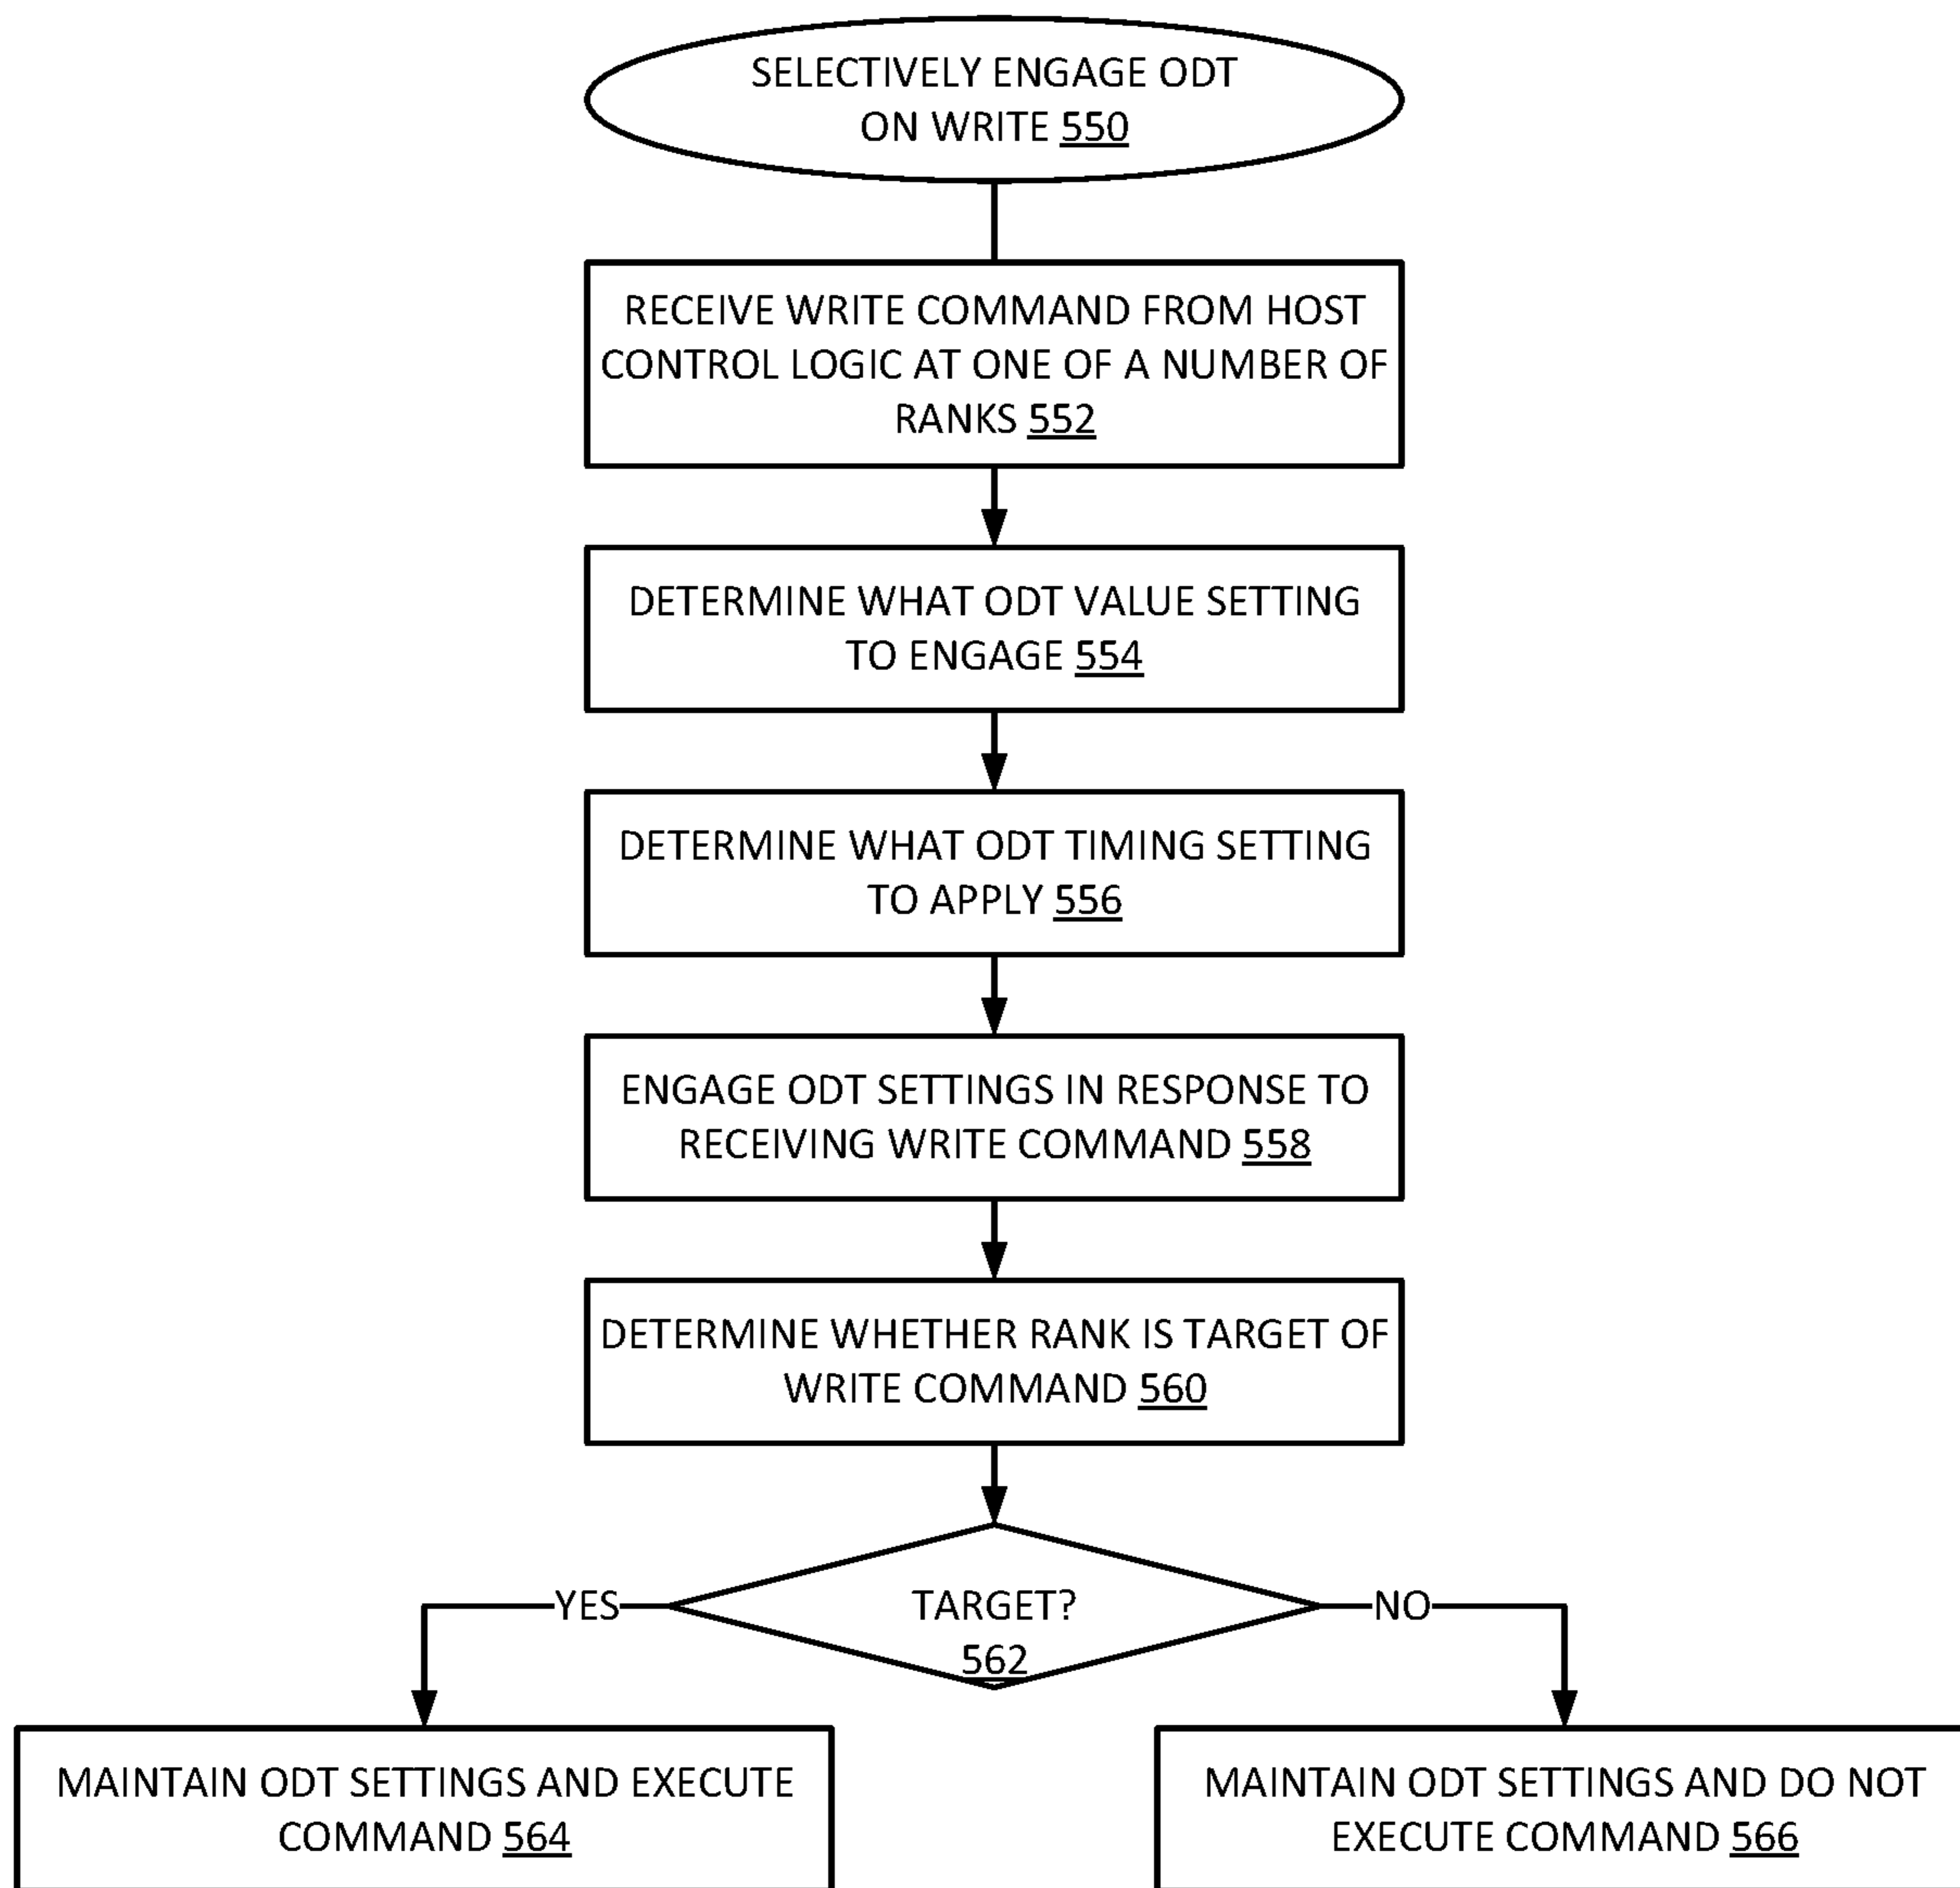 SELECTIVELY ENGAGE ODT
ON WRITE 550
RECEIVE WRITE COMMAND FROM HOST
CONTROL LOGIC AT ONE OF A NUMBER OF
RANKS 552
DETERMINE WHAT ODT VALUE SETTING
TO ENGAGE 554
DETERMINE WHAT ODT TIMING SETTING
TO APPLY 556
ENGAGE ODT SETTINGS IN RESPONSE TO
RECEIVING WRITE COMMAND 558
DETERMINE WHETHER RANK IS TARGET OF
WRITE COMMAND 560
YES
TARGET?
562
NO
MAINTAIN ODT SETTINGS AND EXECUTE
COMMAND 564
MAINTAIN ODT SETTINGS AND DO NOT
EXECUTE COMMAND 566